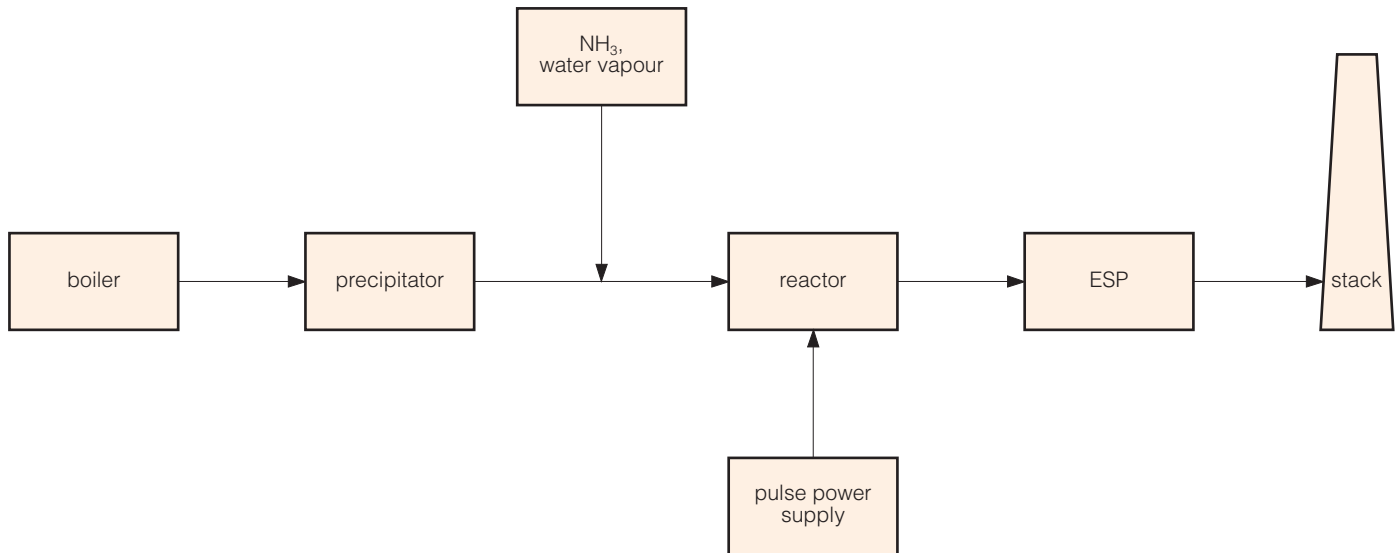 NH₃,
water vapour
boiler
precipitator
reactor
ESP
stack
pulse power
supply